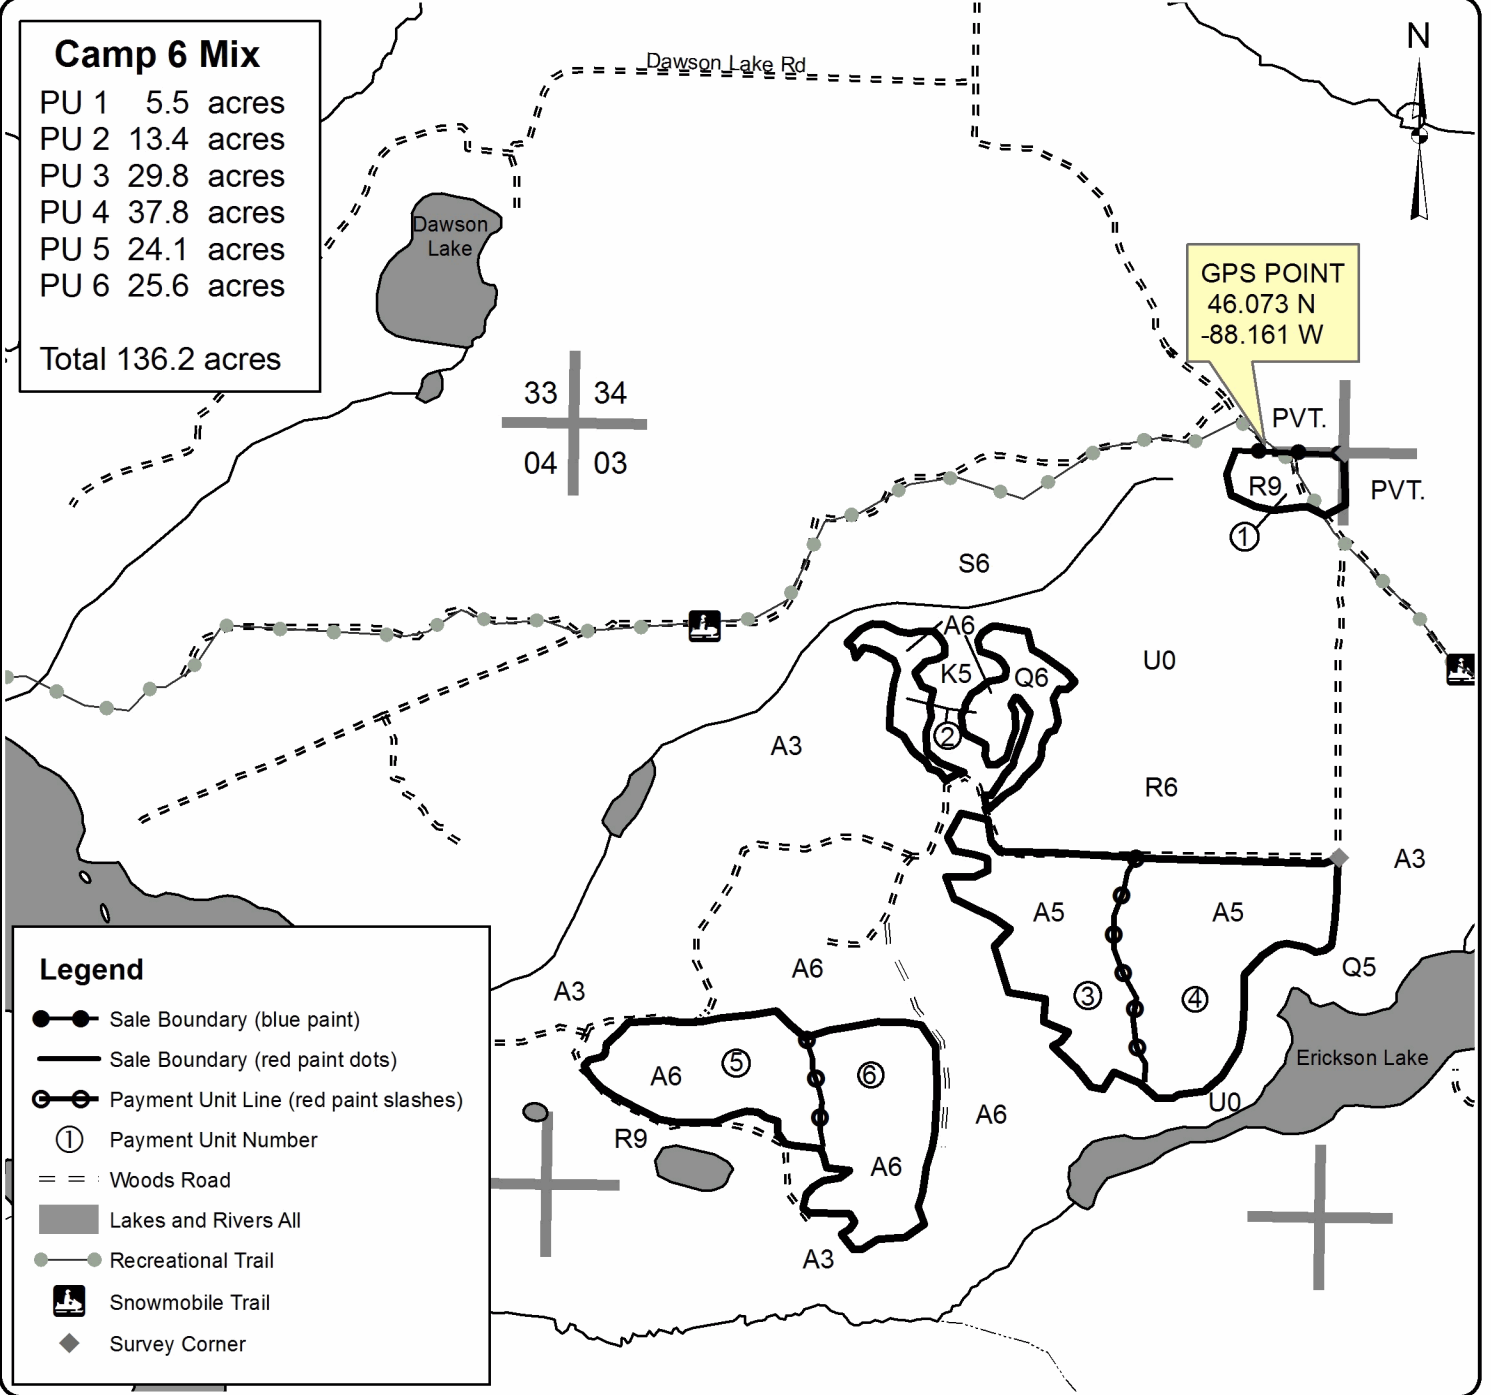 Camp 6 Mix
PU 1 5.5 acres
PU 2 13.4 acres
PU 3 29.8 acres
PU 4 37.8 acres
PU 5 24.1 acres
PU 6 25.6 acres
Total 136.2 acres
Dawson Lake Rd
N
Dawson
Lake
GPS POINT
46.073 N
-88.161 W
33 34
04 03
PVT.
R9
PVT.
1
S6
A6
K5
Q6
U0
2
A3
R6
A3
A5
A5
A6
Q5
A3
3
4
Erickson Lake
5
6
A6
U0
A6
R9
A6
A3
Legend
Sale Boundary (blue paint)
Sale Boundary (red paint dots)
Payment Unit Line (red paint slashes)
1 Payment Unit Number
Woods Road
Lakes and Rivers All
Recreational Trail
Snowmobile Trail
Survey Corner